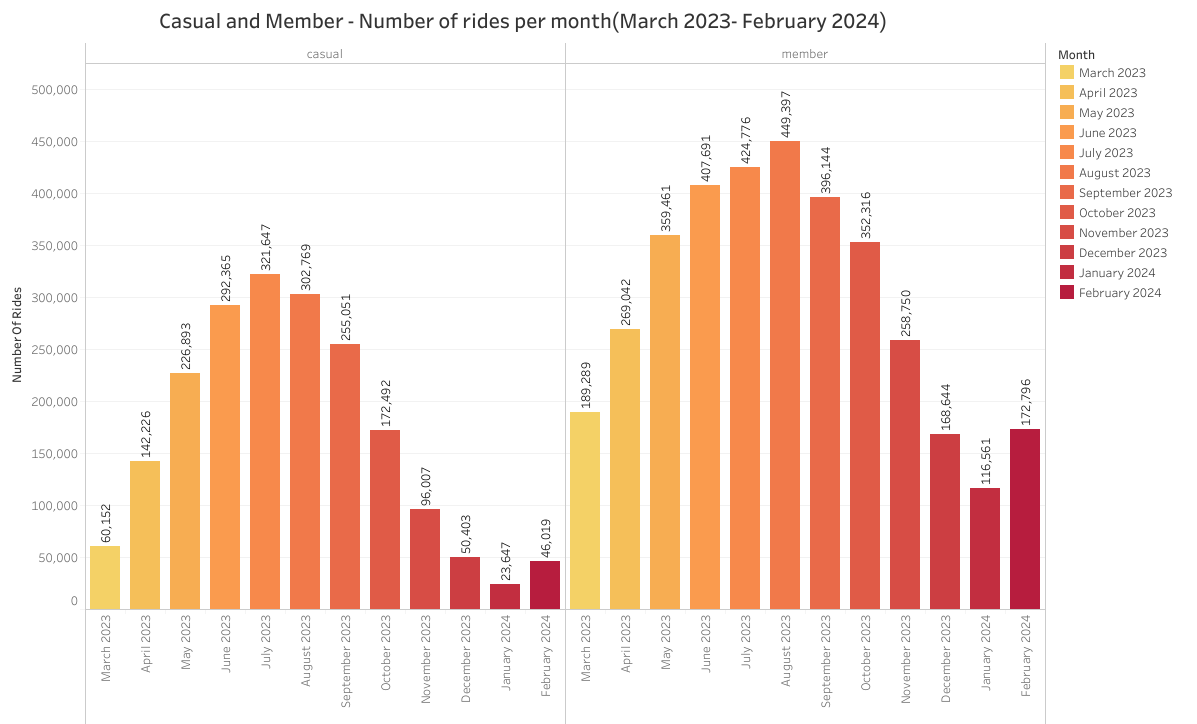 Casual and Member - Number of rides per month(March 2023- February 2024)
casual
member
Number Of Rides
500,000
450,000
400,000
350,000
300,000
250,000
200,000
150,000
100,000
50,000
0
60,152
142,226
226,893
292,365
321,647
302,769
255,051
172,492
96,007
50,403
23,647
46,019
189,289
269,042
359,461
407,691
424,776
449,397
396,144
352,316
258,750
168,644
116,561
172,796
March 2023
April 2023
May 2023
June 2023
July 2023
August 2023
September 2023
October 2023
November 2023
December 2023
January 2024
February 2024
March 2023
April 2023
May 2023
June 2023
July 2023
August 2023
September 2023
October 2023
November 2023
December 2023
January 2024
February 2024
Month
March 2023
April 2023
May 2023
June 2023
July 2023
August 2023
September 2023
October 2023
November 2023
December 2023
January 2024
February 2024